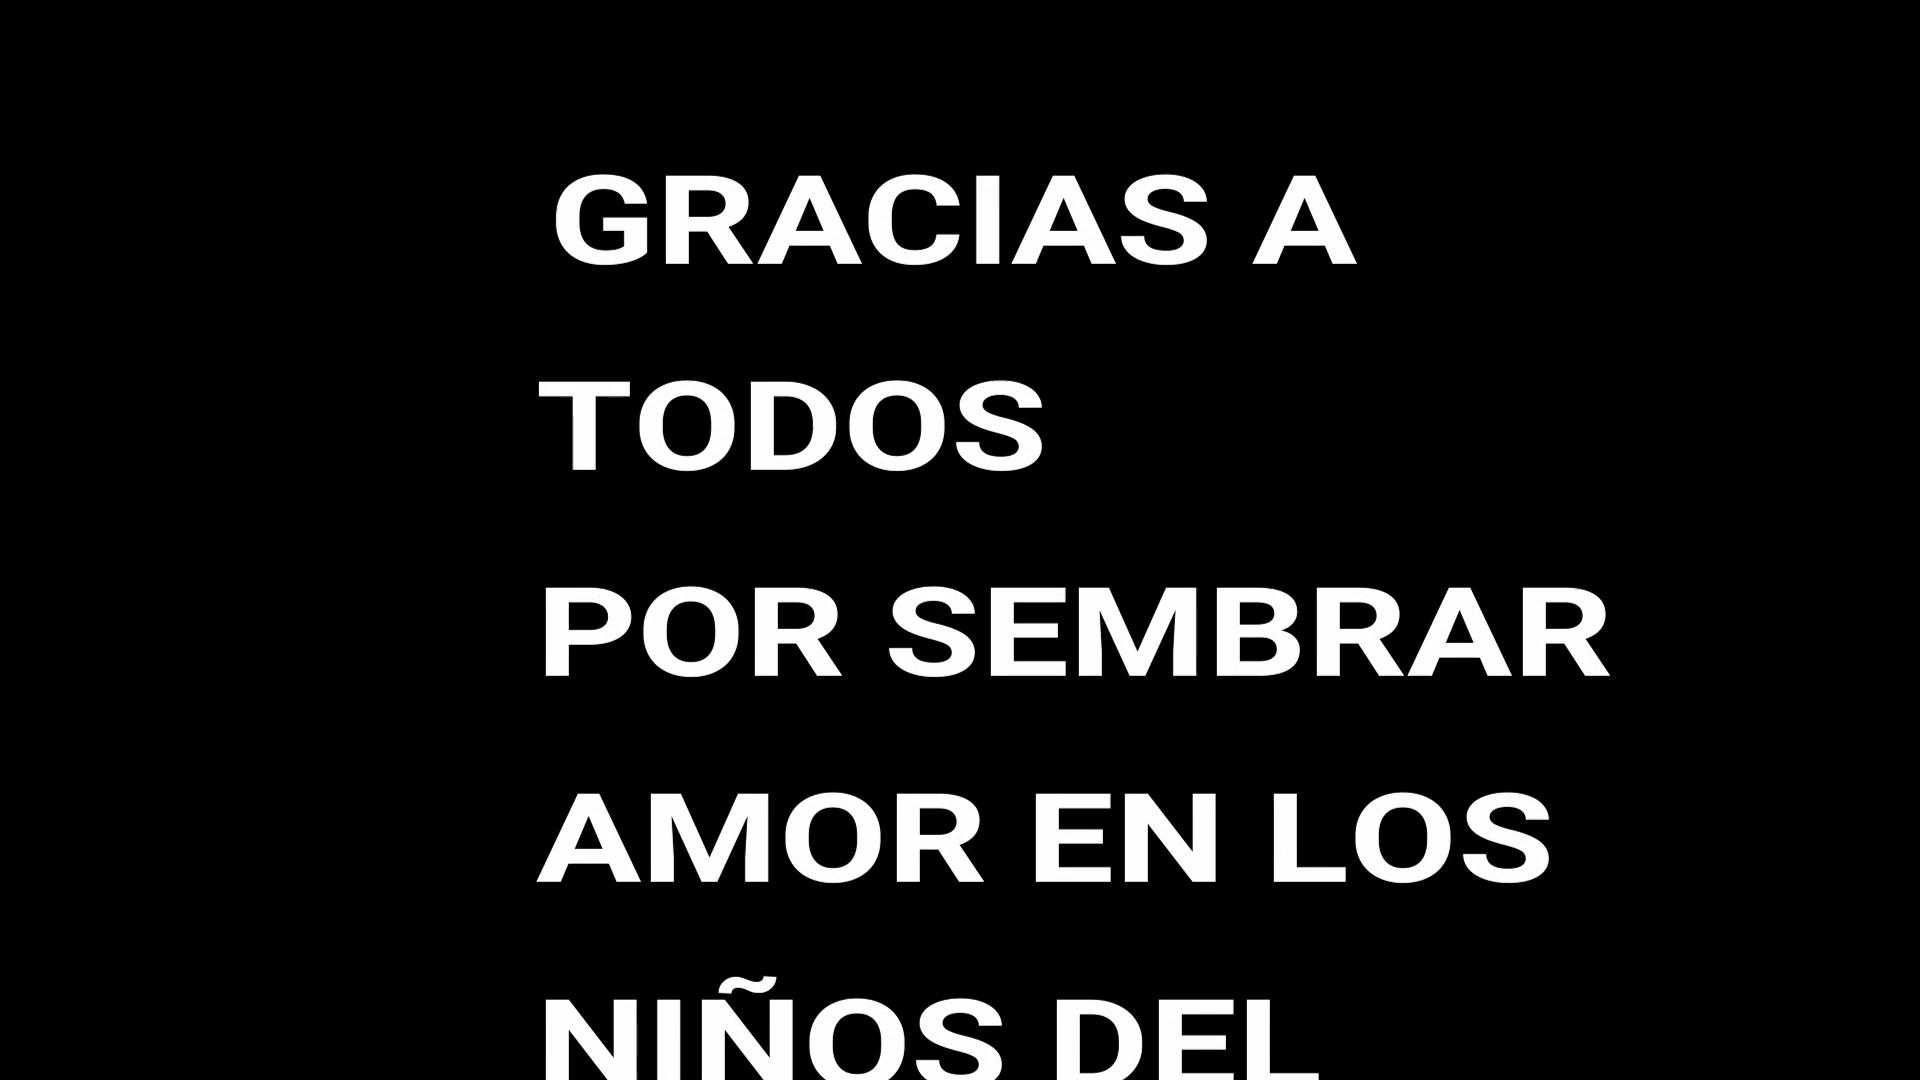 GRACIAS A
TODOS
POR SEMBRAR
AMOR EN LOS
NIÑOS DEL